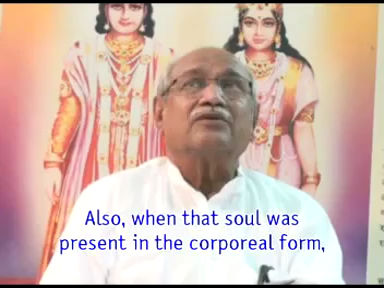 Also, when that soul was
present in the corporeal form,